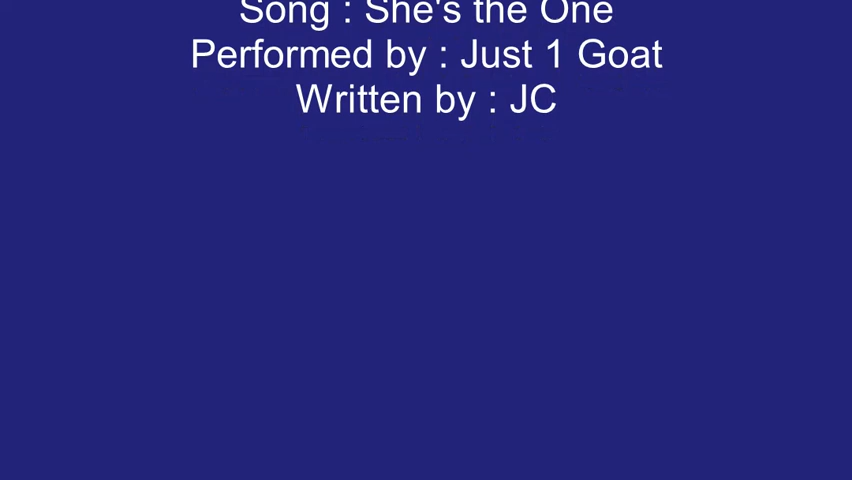 Song : She's the One
Performed by : Just 1 Goat
Written by : JC